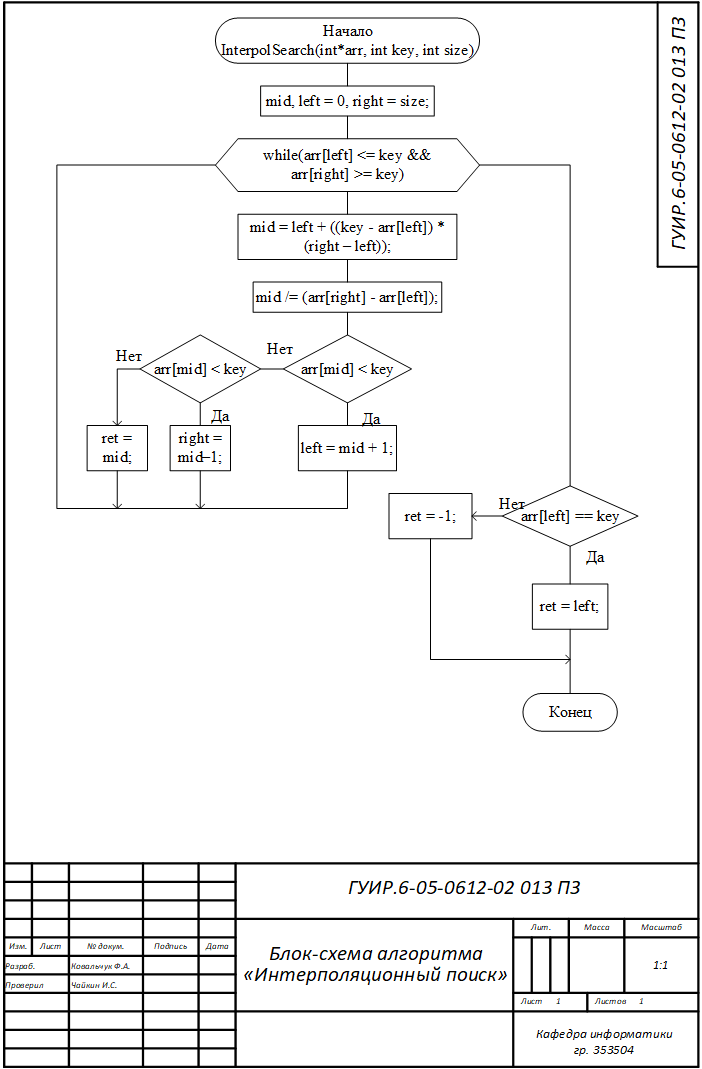 Начало
InterpolSearch(int*arr, int key, int size)
ГУИР.6-05-0612-02 013 ПЗ
mid, left = 0, right = size;
while(arr[left] <= key &&
arr[right] >= key)
mid = left + ((key - arr[left]) *
(right – left));
mid /= (arr[right] - arr[left]);
Нет
arr[mid] < key
Нет
arr[mid] < key
Да
Да
ret =
mid;
right =
mid–1;
left = mid + 1;
ret = -1;
Нет
arr[left] == key
Да
ret = left;
Конец
ГУИР.6-05-0612-02 013 ПЗ
Изм. Лист № докум. Подпись Дата
Разраб. Ковальчук Ф.А.
Проверил Чайкин И.С.
Блок-схема алгоритма
«Интерполяционный поиск»
Лит. Масса Масштаб
1:1
Лист 1 Листов 1
Кафедра информатики
гр. 353504